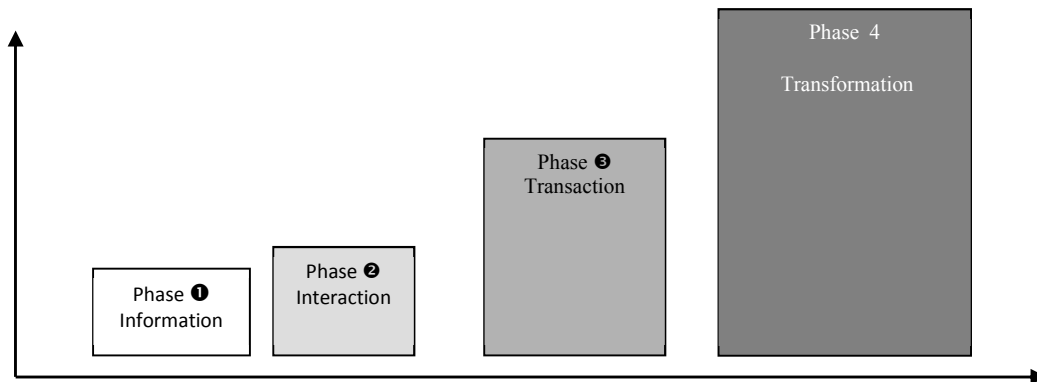 Phase ❶
Information
Phase ❷
Interaction
Phase ❸
Transaction
Phase 4
Transformation